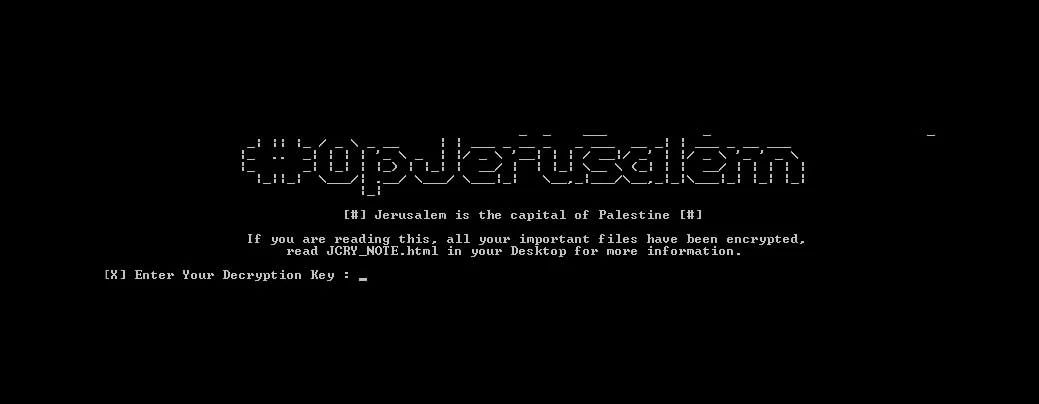 #OpJerusalem
[#] Jerusalem is the capital of Palestine [#]
If you are reading this, all your important files have been encrypted,
read JCRY_NOTE.html in your Desktop for more information.
[X] Enter Your Decryption Key : _